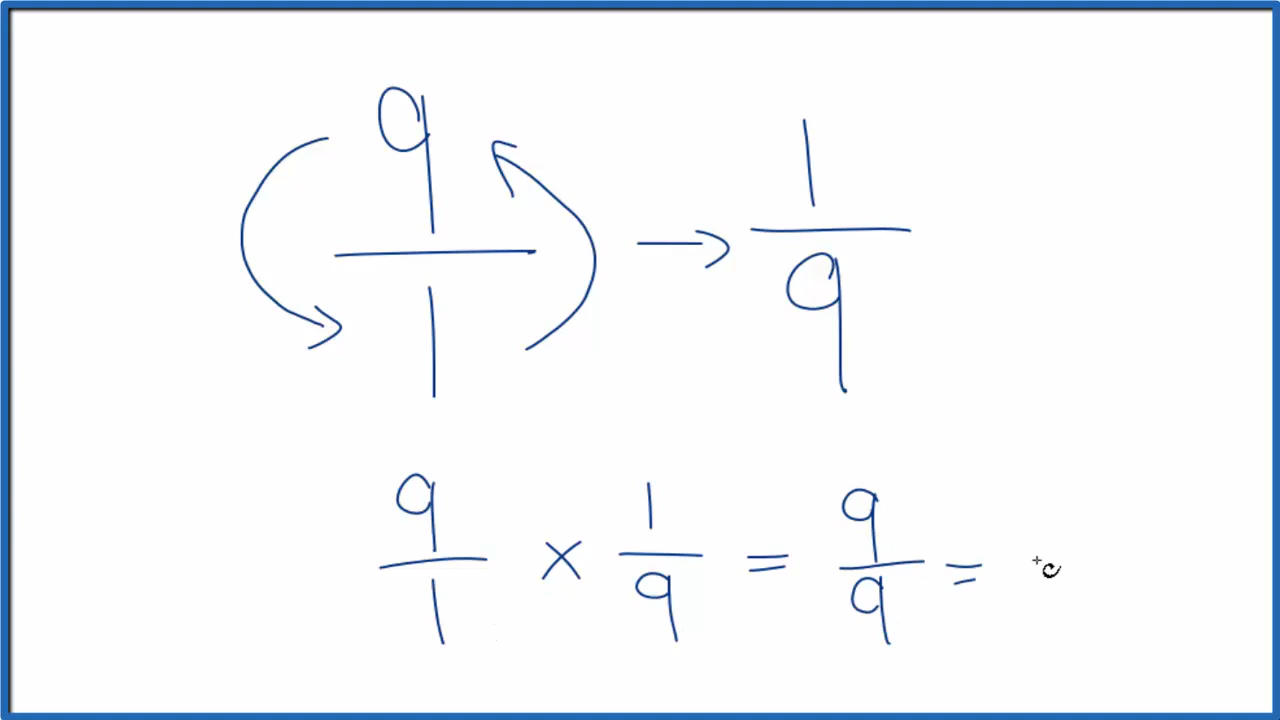 9/1 → 1/9
9/1 × 1/9 = 9/9 =